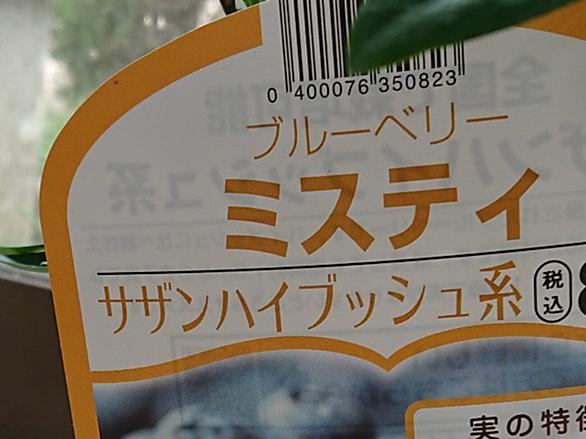 0 400076 350823
ブルーベリー
ミスティ
サザンハイブッシュ系 税込
実の特